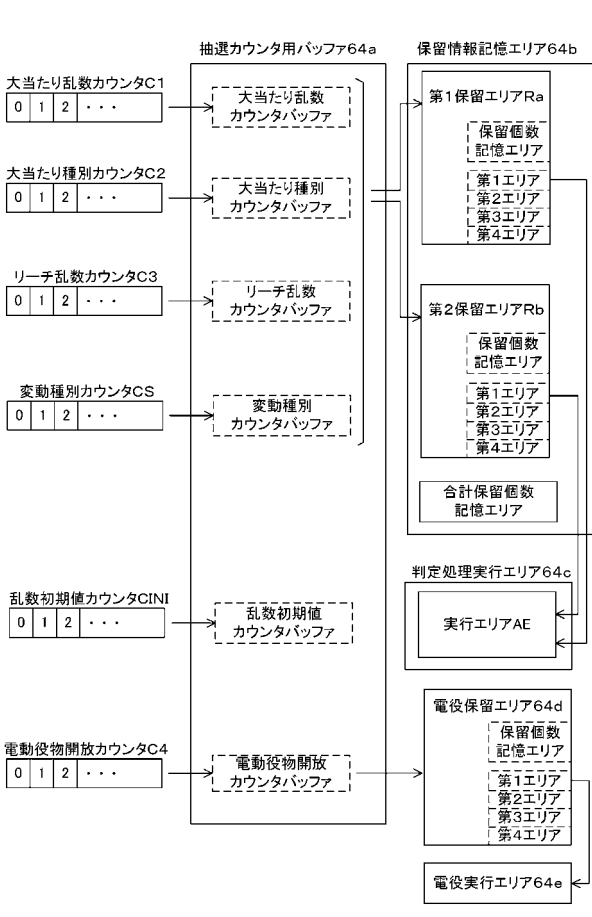 抽選カウンタ用バッファ64a
保留情報記憶エリア64b
大当たり乱数カウンタC1
0 1 2 ・・・
大当たり乱数
カウンタバッファ
第1保留エリアRa
保留個数
記憶エリア
第1エリア
第2エリア
第3エリア
第4エリア
大当たり種別カウンタC2
0 1 2 ・・・
大当たり種別
カウンタバッファ
リーチ乱数カウンタC3
0 1 2 ・・・
リーチ乱数
カウンタバッファ
第2保留エリアRb
保留個数
記憶エリア
第1エリア
第2エリア
第3エリア
第4エリア
変動種別カウンタCS
0 1 2 ・・・
変動種別
カウンタバッファ
合計保留個数
記憶エリア
判定処理実行エリア64c
実行エリアAE
乱数初期値カウンタCINI
0 1 2 ・・・
乱数初期値
カウンタバッファ
電役保留エリア64d
保留個数
記憶エリア
第1エリア
第2エリア
第3エリア
第4エリア
電動役物開放カウンタC4
0 1 2 ・・・
電動役物開放
カウンタバッファ
電役実行エリア64e